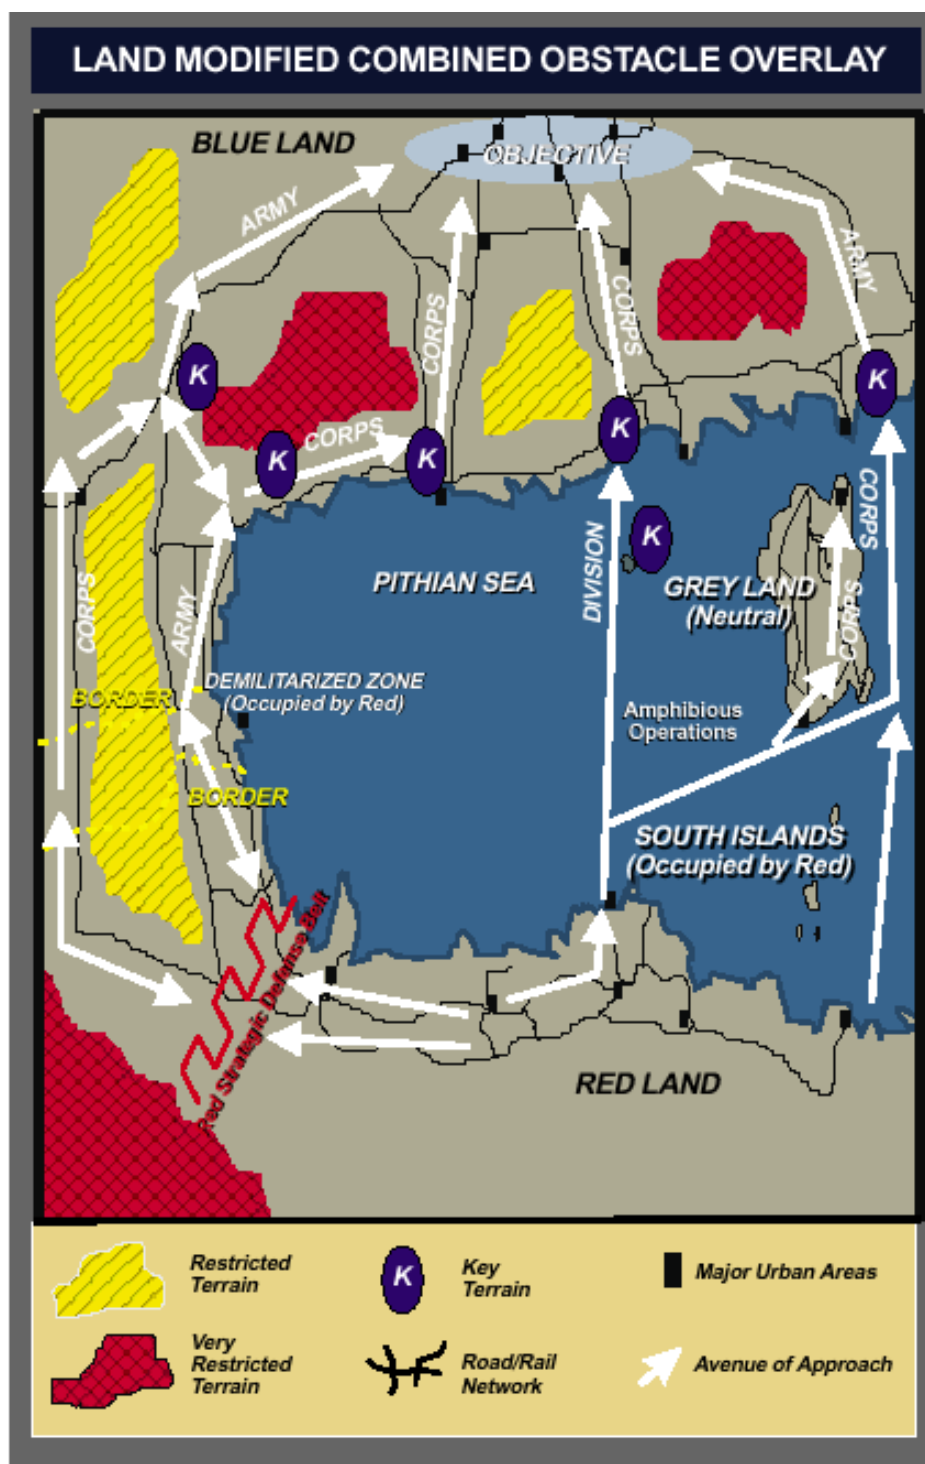 LAND MODIFIED COMBINED OBSTACLE OVERLAY
BLUE LAND
OBJECTIVE
ARMY
ARMY
CORPS
CORPS
K
K
CORPS
K
K
K
K
CORPS
DIVISION
CORPS
PITHIAN SEA
GREY LAND
(Neutral)
CORPS
ARMY
CORPS
DEMILITARIZED ZONE
(Occupied by Red)
BORDER
Amphibious
Operations
BORDER
SOUTH ISLANDS
(Occupied by Red)
Red Strategic Defense Belt
RED LAND
Restricted
Terrain
K
Key
Terrain
Major Urban Areas
Very
Restricted
Terrain
Road/Rail
Network
Avenue of Approach